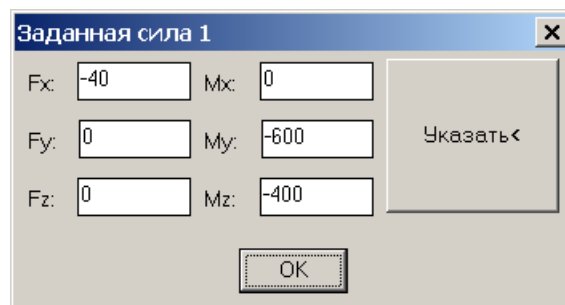 Заданная сила 1
Fx: -40 Mx: 0
Fy: 0 My: -600 Указать<
Fz: 0 Mz: -400
OK